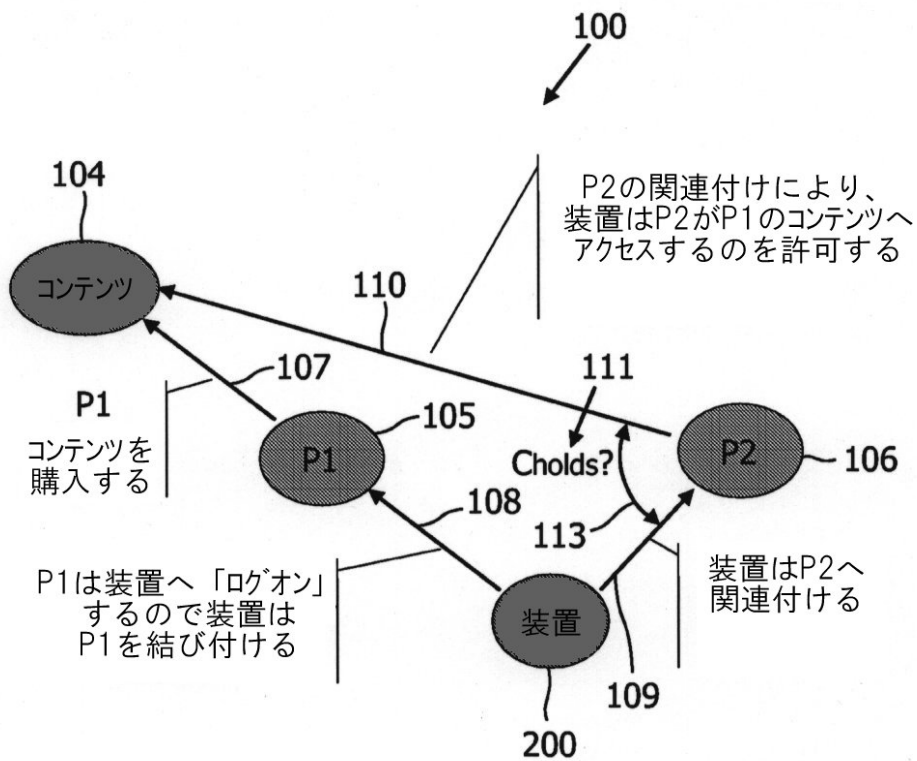 100
104
P2の関連付けにより、
装置はP2がP1のコンテンツへ
アクセスするのを許可する
コンテンツ
110
107
111
P1
コンテンツを
購入する
105
P1
Cholds?
P2
106
108
113
P1は装置へ「ログオン」
するので装置は
P1を結び付ける
装置はP2へ
関連付ける
装置
109
200